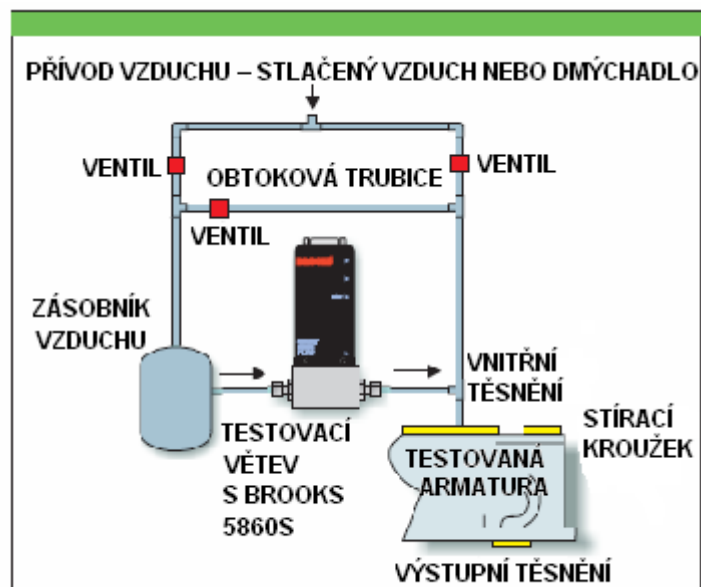 PŘÍVOD VZDUCHU – STLAČENÝ VZDUCH NEBO DMÝCHADLO
VENTIL
OBTOKOVÁ TRUBICE
VENTIL
VENTIL
ZÁSOBNÍK
VZDUCHU
VNITŘNÍ
TĚSNĚNÍ
STÍRACÍ
KROUŽEK
TESTOVACÍ
VĚTEV
S BROOKS
5860S
TESTOVANÁ
ARMATURA
VÝSTUPNÍ TĚSNĚNÍ